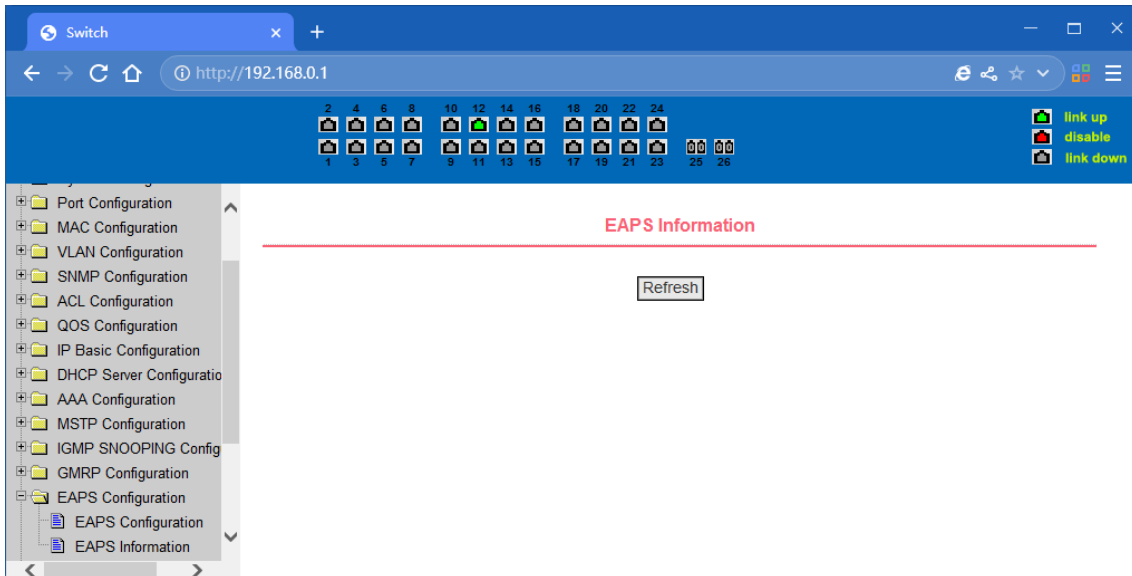 Switch
http://192.168.0.1
2 4 6 8 10 12 14 16 18 20 22 24
1 3 5 7 9 11 13 15 17 19 21 23 25 26
link up
disable
link down
Port Configuration
MAC Configuration
VLAN Configuration
SNMP Configuration
ACL Configuration
QOS Configuration
IP Basic Configuration
DHCP Server Configuratio
AAA Configuration
MSTP Configuration
IGMP SNOOPING Config
GMRP Configuration
EAPS Configuration
EAPS Configuration
EAPS Information
EAPS Information
Refresh